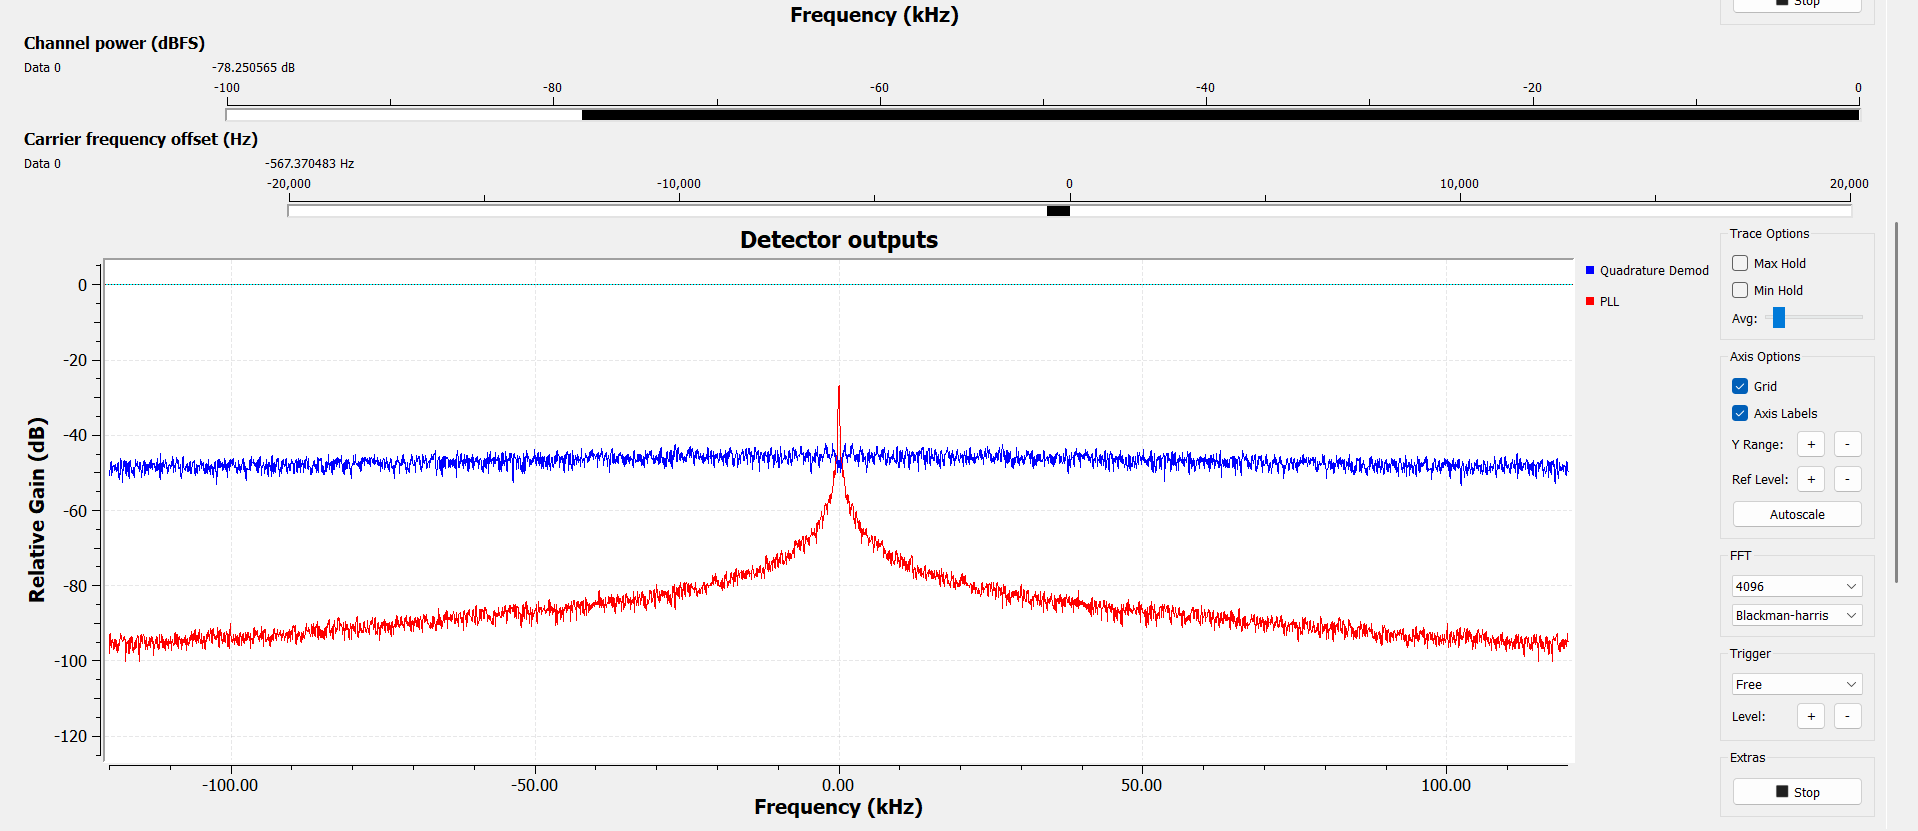 Frequency (kHz)
Stop
Channel power (dBFS)
Data 0
-78.250565 dB
-100 -80 -60 -40 -20 0
Carrier frequency offset (Hz)
Data 0
-567.370483 Hz
-20,000 -10,000 0 10,000 20,000
Detector outputs
Relative Gain (dB)
0
-20
-40
-60
-80
-100
-120
-100.00 -50.00 0.00 50.00 100.00
Frequency (kHz)
Quadrature Demod
PLL
Trace Options
Max Hold
Min Hold
Avg:
Axis Options
Grid
Axis Labels
Y Range: + -
Ref Level: + -
Autoscale
FFT
4096
Blackman-harris
Trigger
Free
Level: + -
Extras
Stop